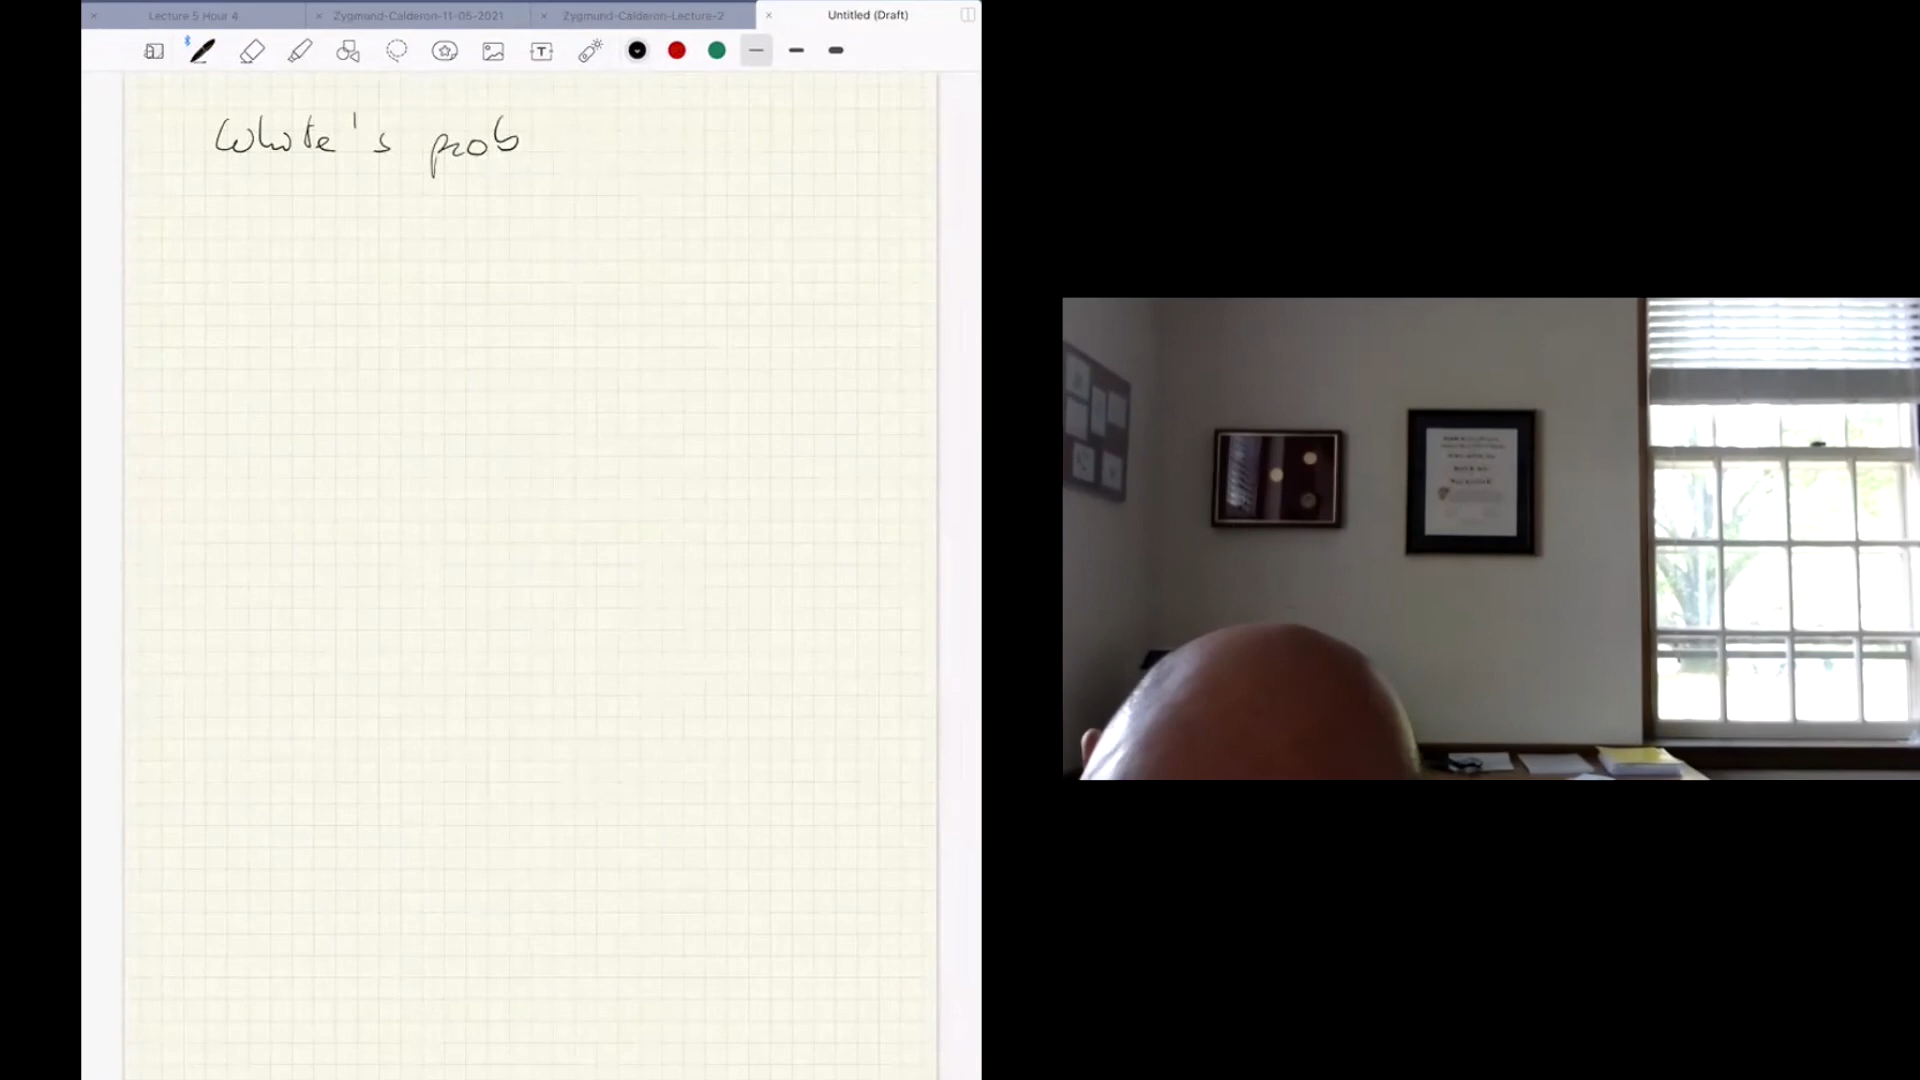 Lecture 5 Hour 4
Zygmund-Calderon-11-05-2021
Zygmund-Calderon-Lecture-2
Untitled (Draft)
T
White's prob